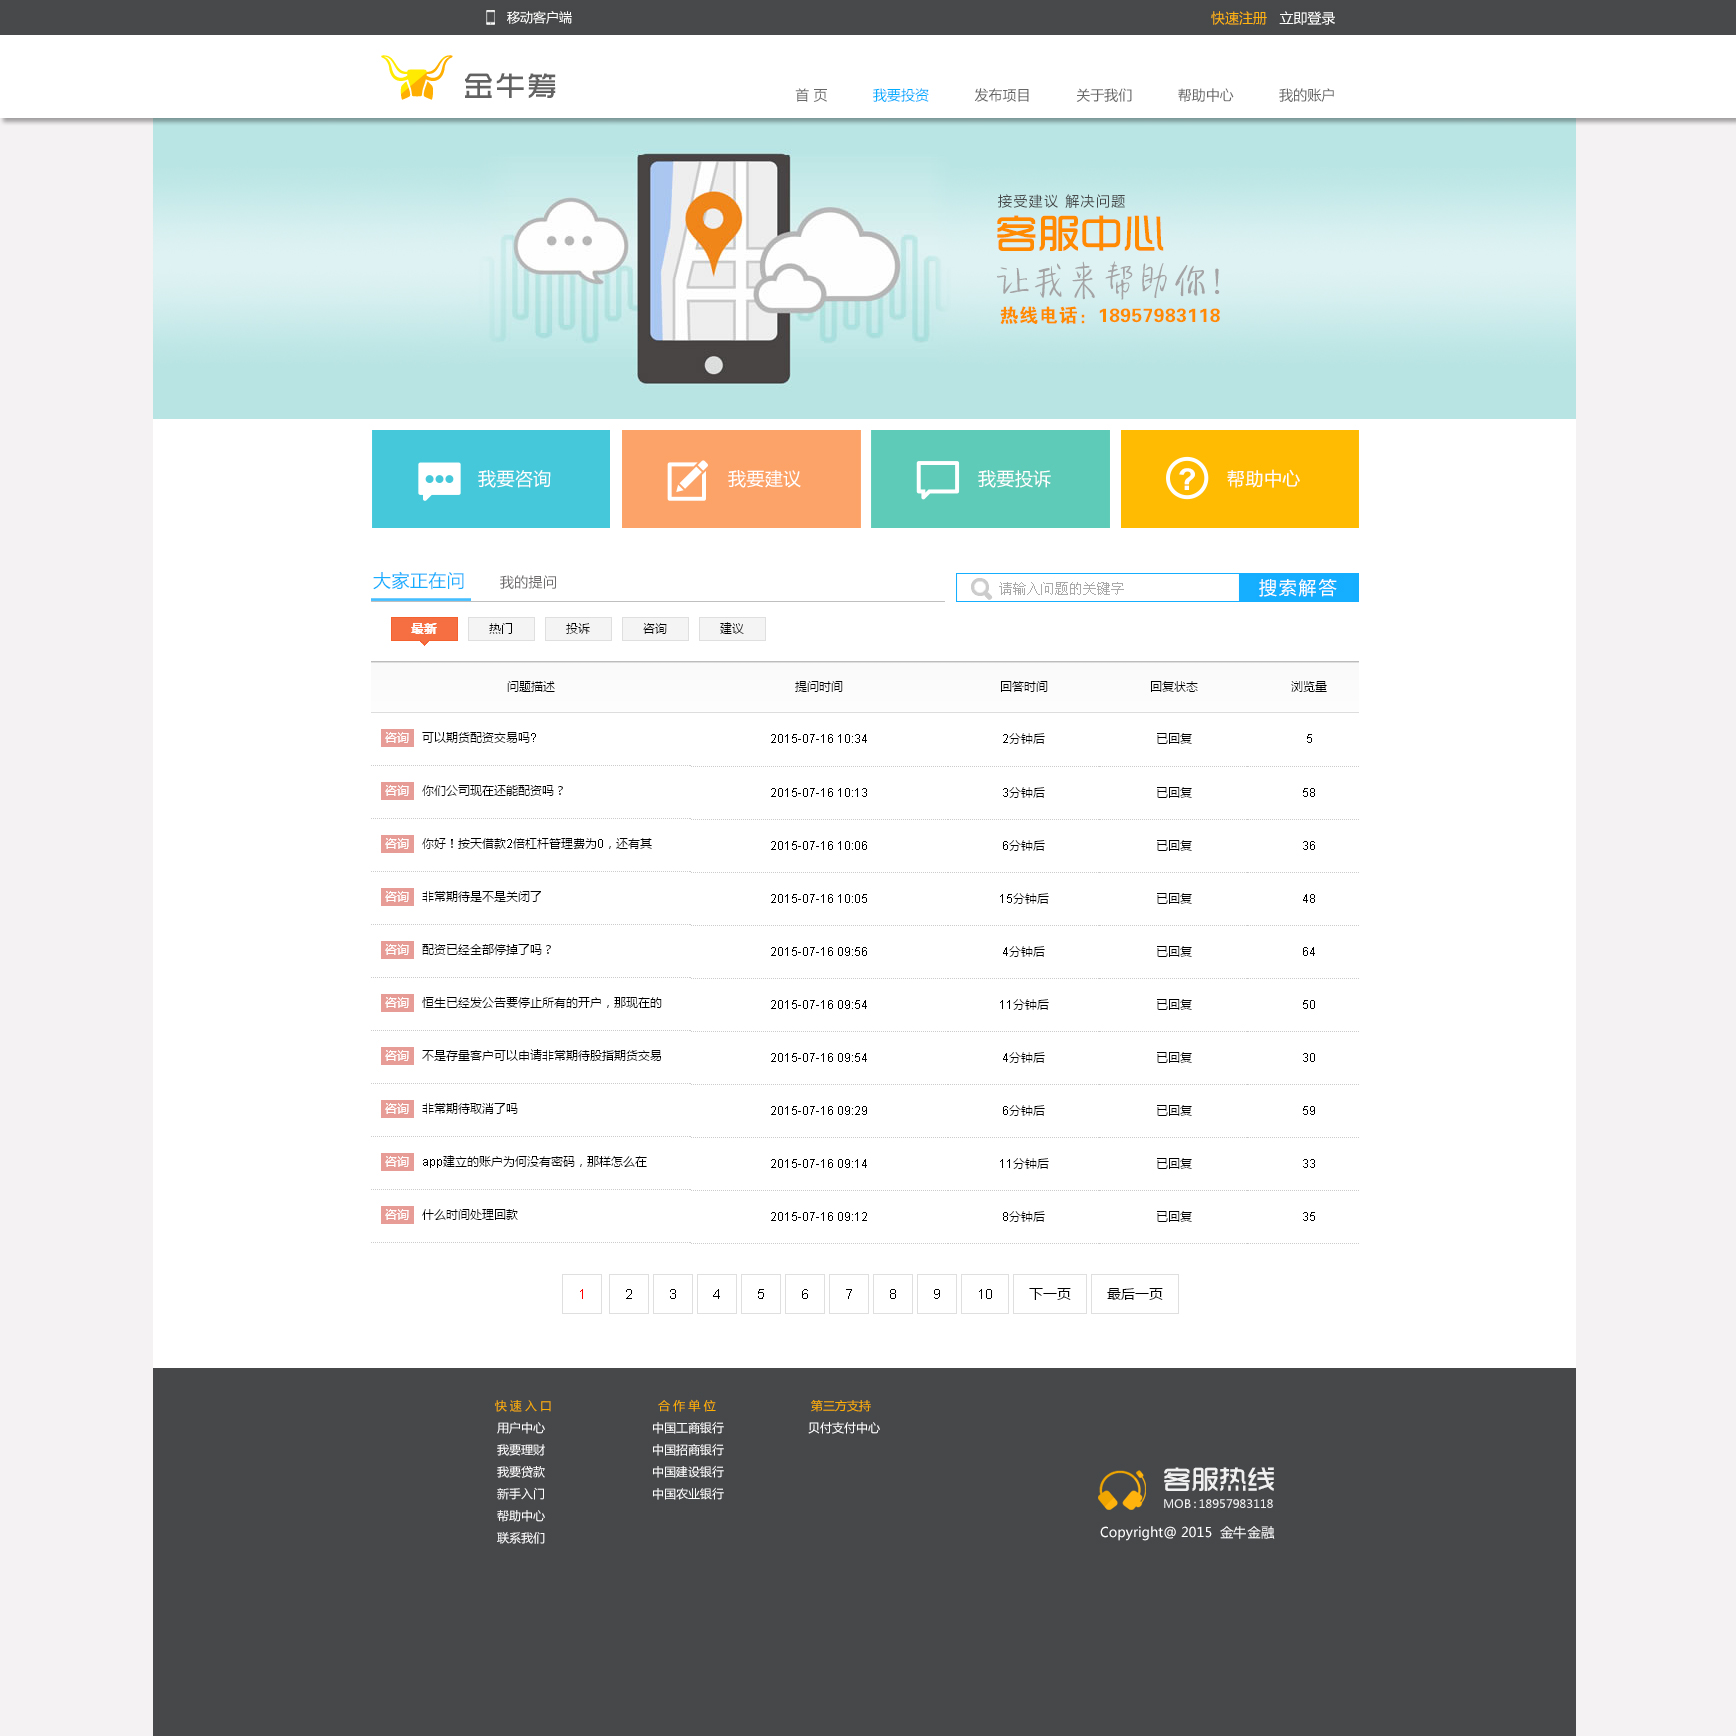 移动客户端
快速注册 立即登录
金牛筹
首 页 我要投资 发布项目 关于我们 帮助中心 我的账户
接受建议 解决问题
客服中心
让我来帮助你!
热线电话：18957983118
我要咨询 我要建议 我要投诉 帮助中心
大家正在问 我的提问 请输入问题的关键字 搜索解答
最新 热门 投诉 咨询 建议
问题描述 提问时间 回答时间 回复状态 浏览量
咨询 可以期货配资交易吗? 2015-07-16 10:34 2分钟后 已回复 5
咨询 你们公司现在还能配资吗？ 2015-07-16 10:13 3分钟后 已回复 58
咨询 你好！按天借款2倍杠杆管理费为0，还有其 2015-07-16 10:06 6分钟后 已回复 36
咨询 非常期待是不是关闭了 2015-07-16 10:05 15分钟后 已回复 48
咨询 配资已经全部停掉了吗？ 2015-07-16 09:56 4分钟后 已回复 64
咨询 恒生已经发公告要停止所有的开户，那现在的 2015-07-16 09:54 11分钟后 已回复 50
咨询 不是存量客户可以申请非常期待股指期货交易 2015-07-16 09:54 4分钟后 已回复 30
咨询 非常期待取消了吗 2015-07-16 09:29 6分钟后 已回复 59
咨询 app建立的账户为何没有密码，那样怎么在 2015-07-16 09:14 11分钟后 已回复 33
咨询 什么时间处理回款 2015-07-16 09:12 8分钟后 已回复 35
1 2 3 4 5 6 7 8 9 10 下一页 最后一页
快速入口 合作单位 第三方支持
用户中心 中国工商银行 贝付支付中心
我要理财 中国招商银行
我要贷款 中国建设银行
新手入门 中国农业银行
帮助中心
联系我们
客服热线
MOB:18957983118
Copyright@ 2015 金牛金融